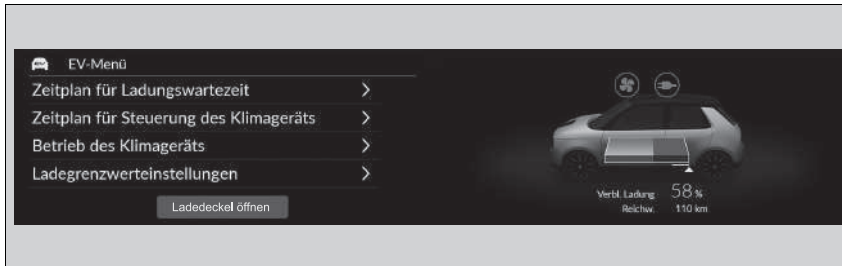 EV-Menü
Zeitplan für Ladungswartezeit
Zeitplan für Steuerung des Klimageräts
Betrieb des Klimageräts
Ladegrenzwerteinstellungen
Ladedeckel öffnen
Verbl. Ladung 58 %
Reichw. 110 km